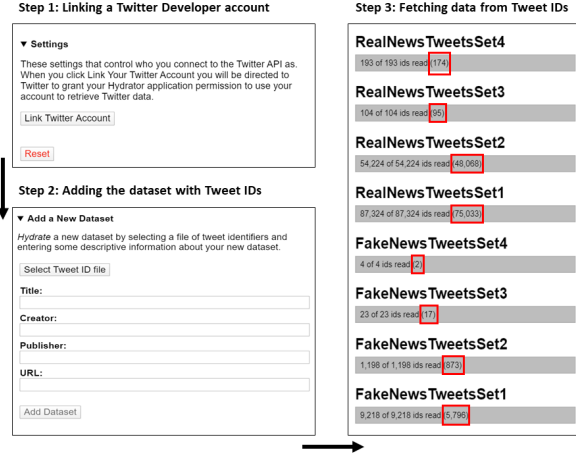 Step 1: Linking a Twitter Developer account
▼ Settings
These settings that control who you connect to the Twitter API as.
When you click Link Your Twitter Account you will be directed to
Twitter to grant your Hydrator application permission to use your
account to retrieve Twitter data.
Link Twitter Account
Reset
Step 2: Adding the dataset with Tweet IDs
▼ Add a New Dataset
Hydrate a new dataset by selecting a file of tweet identifiers and
entering some descriptive information about your new dataset.
Select Tweet ID file
Title:
Creator:
Publisher:
URL:
Add Dataset
Step 3: Fetching data from Tweet IDs
RealNewsTweetsSet4
193 of 193 ids read (174)
RealNewsTweetsSet3
104 of 104 ids read (95)
RealNewsTweetsSet2
54,224 of 54,224 ids read (48,068)
RealNewsTweetsSet1
87,324 of 87,324 ids read (75,033)
FakeNewsTweetsSet4
4 of 4 ids read (2)
FakeNewsTweetsSet3
23 of 23 ids read (17)
FakeNewsTweetsSet2
1,198 of 1,198 ids read (873)
FakeNewsTweetsSet1
9,218 of 9,218 ids read (5,796)